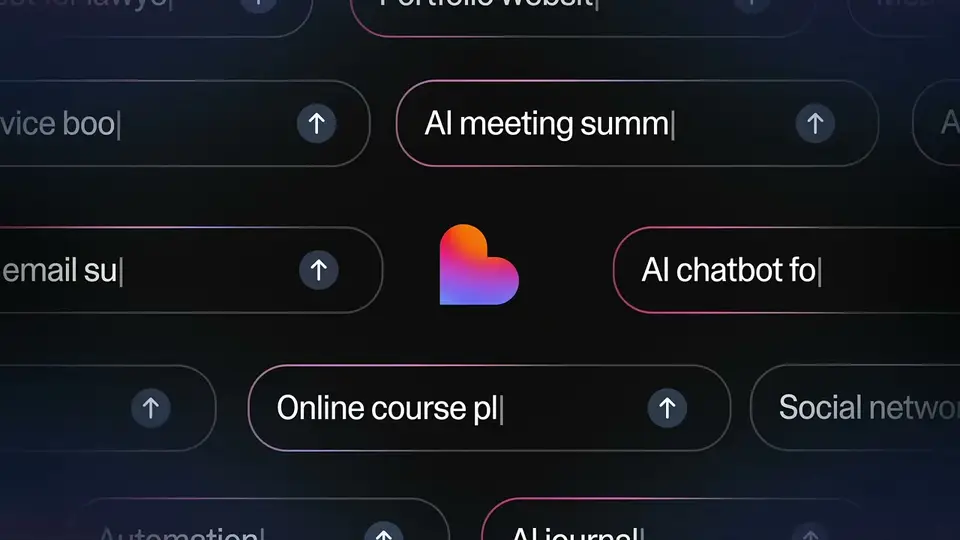 Portfolio websit
vice boo
AI meeting summ
A
email su
AI chatbot fo
Online course pl
Social networ
Automation
AI journal